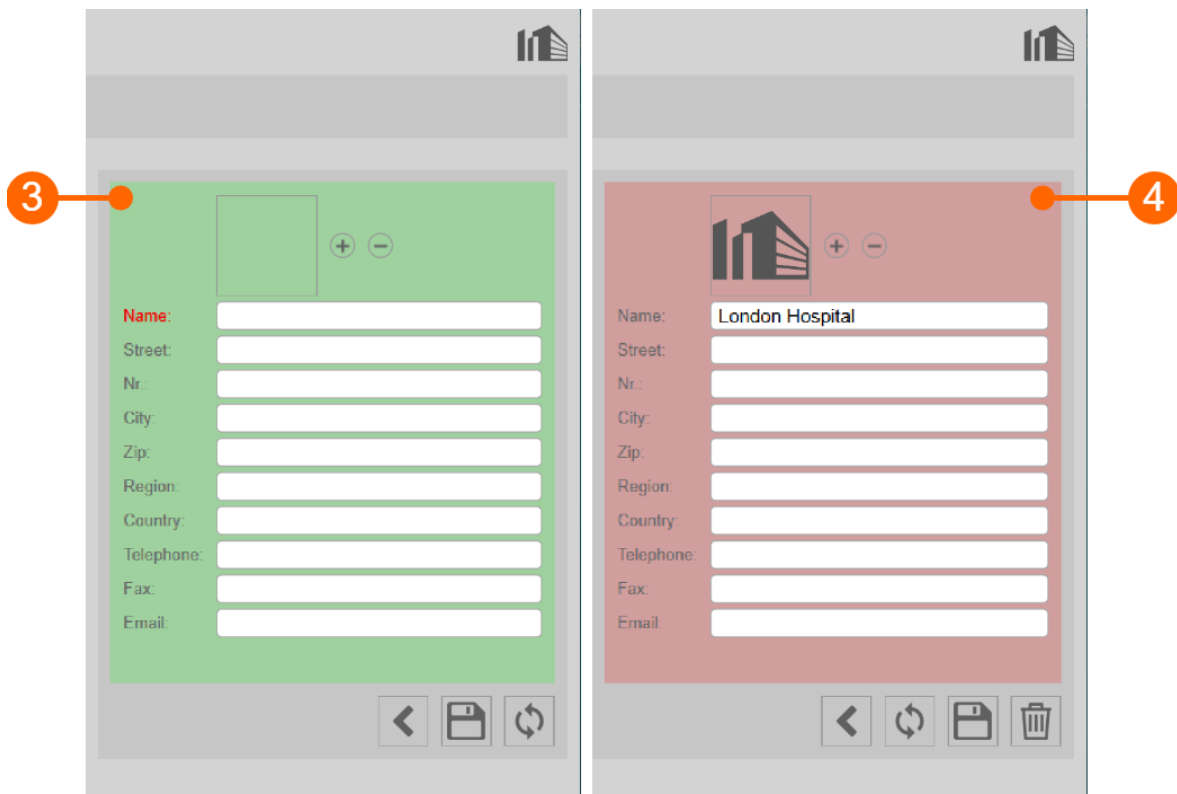 3
Name:
Street:
Nr.:
City:
Zip:
Region:
Country:
Telephone:
Fax:
Email:
4
Name: London Hospital
Street:
Nr.:
City:
Zip:
Region:
Country:
Telephone:
Fax:
Email: